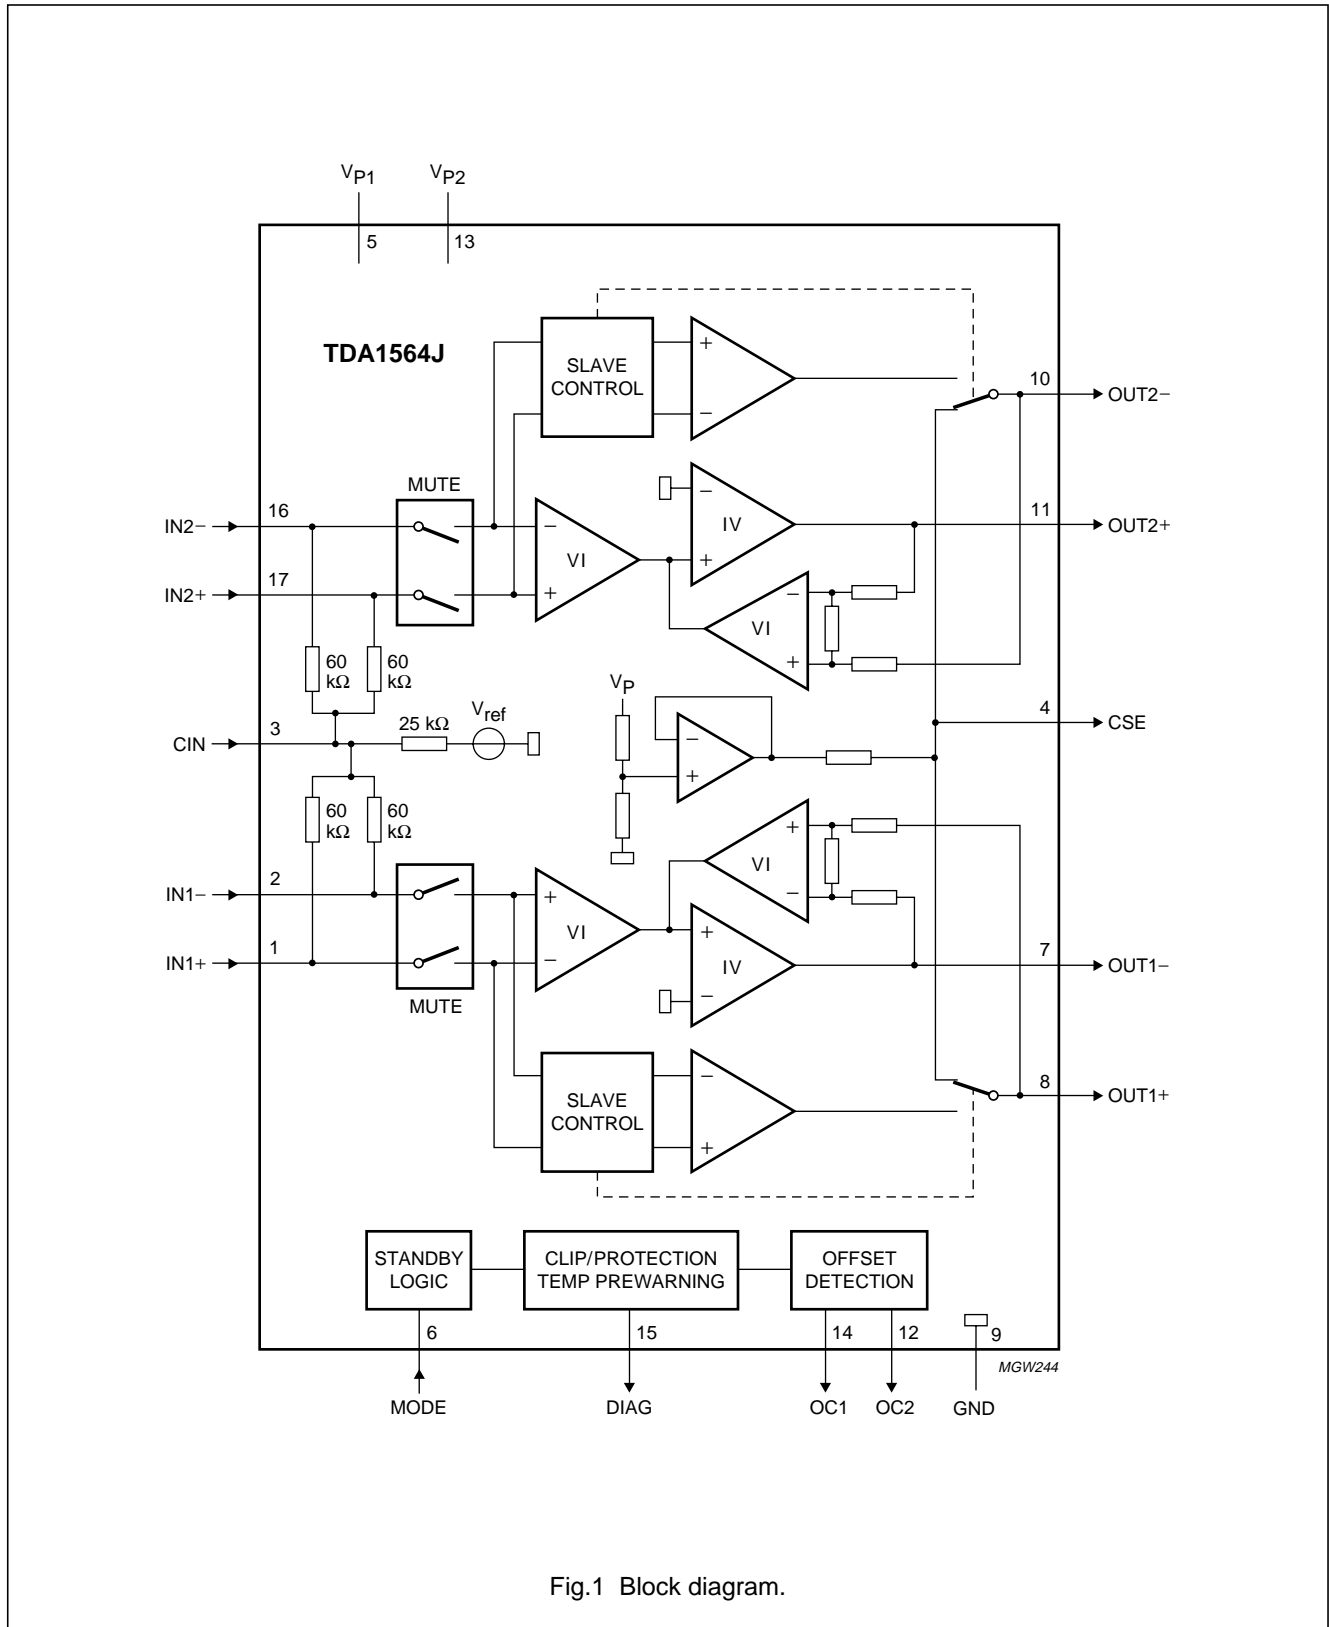 VP1
VP2
5
13
TDA1564J
SLAVE
CONTROL
+
−
10
OUT2−
MUTE
IN2−
16
−
VI
+
−
IV
+
11
OUT2+
IN2+
17
−
VI
+
60
kΩ
60
kΩ
VP
CIN
3
25 kΩ
Vref
−
+
4
CSE
60
kΩ
60
kΩ
+
VI
−
IN1−
2
+
VI
−
+
IV
−
7
OUT1−
IN1+
1
MUTE
SLAVE
CONTROL
−
+
8
OUT1+
STANDBY
LOGIC
CLIP/PROTECTION
TEMP PREWARNING
OFFSET
DETECTION
6
15
14
12
9
MGW244
MODE
DIAG
OC1
OC2
GND
Fig.1 Block diagram.